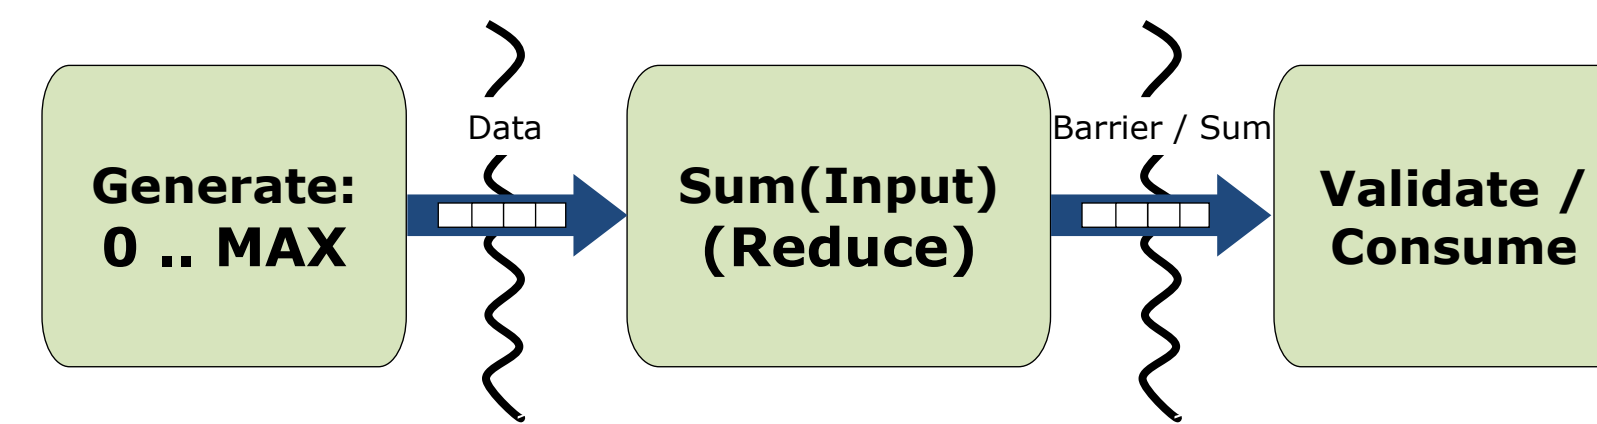 Generate:
0 .. MAX
Data
Sum(Input)
(Reduce)
Barrier / Sum
Validate /
Consume